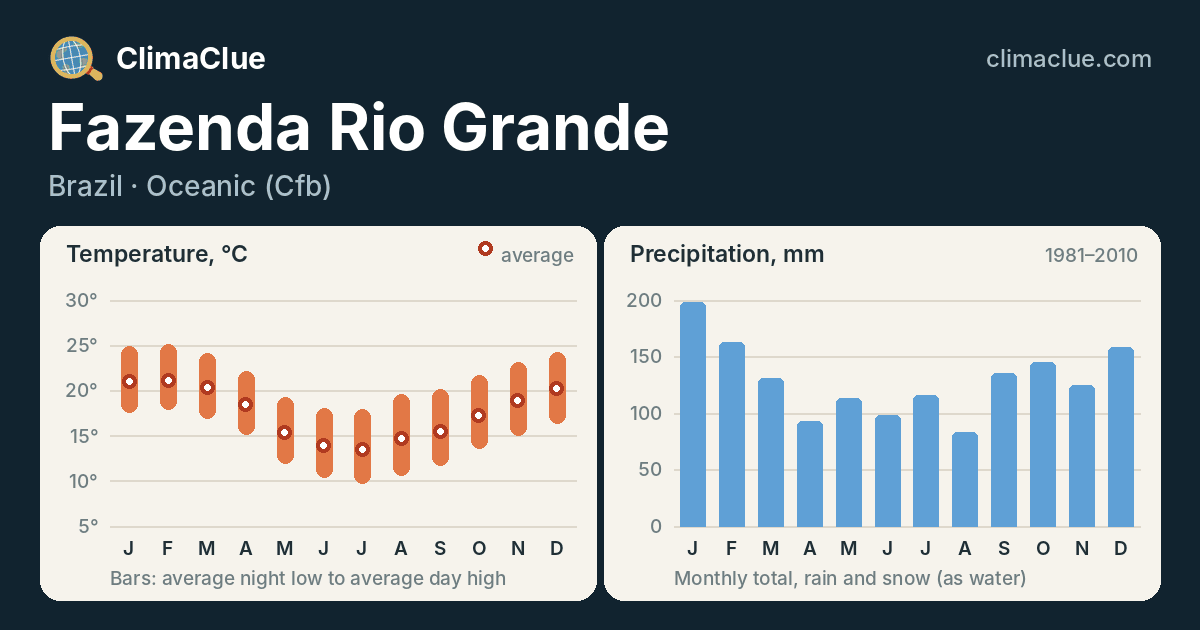 ClimaClue
climaclue.com
Fazenda Rio Grande
Brazil · Oceanic (Cfb)
Temperature, °C
average
30°
25°
20°
15°
10°
5°
J F M A M J J A S O N D
Bars: average night low to average day high
Precipitation, mm
1981–2010
200
150
100
50
0
J F M A M J J A S O N D
Monthly total, rain and snow (as water)